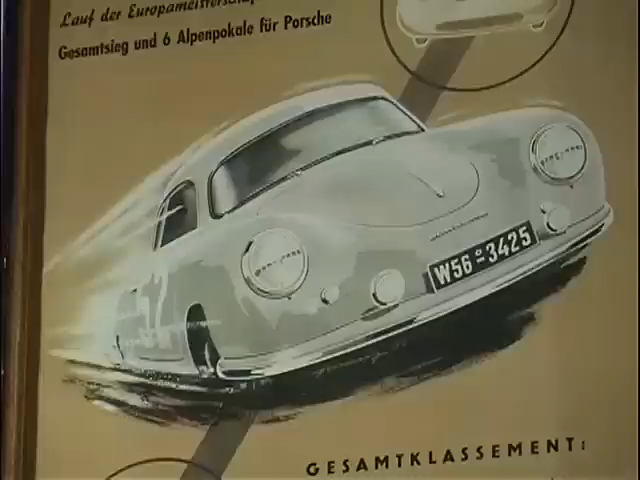 Lauf der Europameisterschaft
Gesamtsieg und 6 Alpenpokale für Porsche
W56-3425
GESAMTKLASSEMENT: